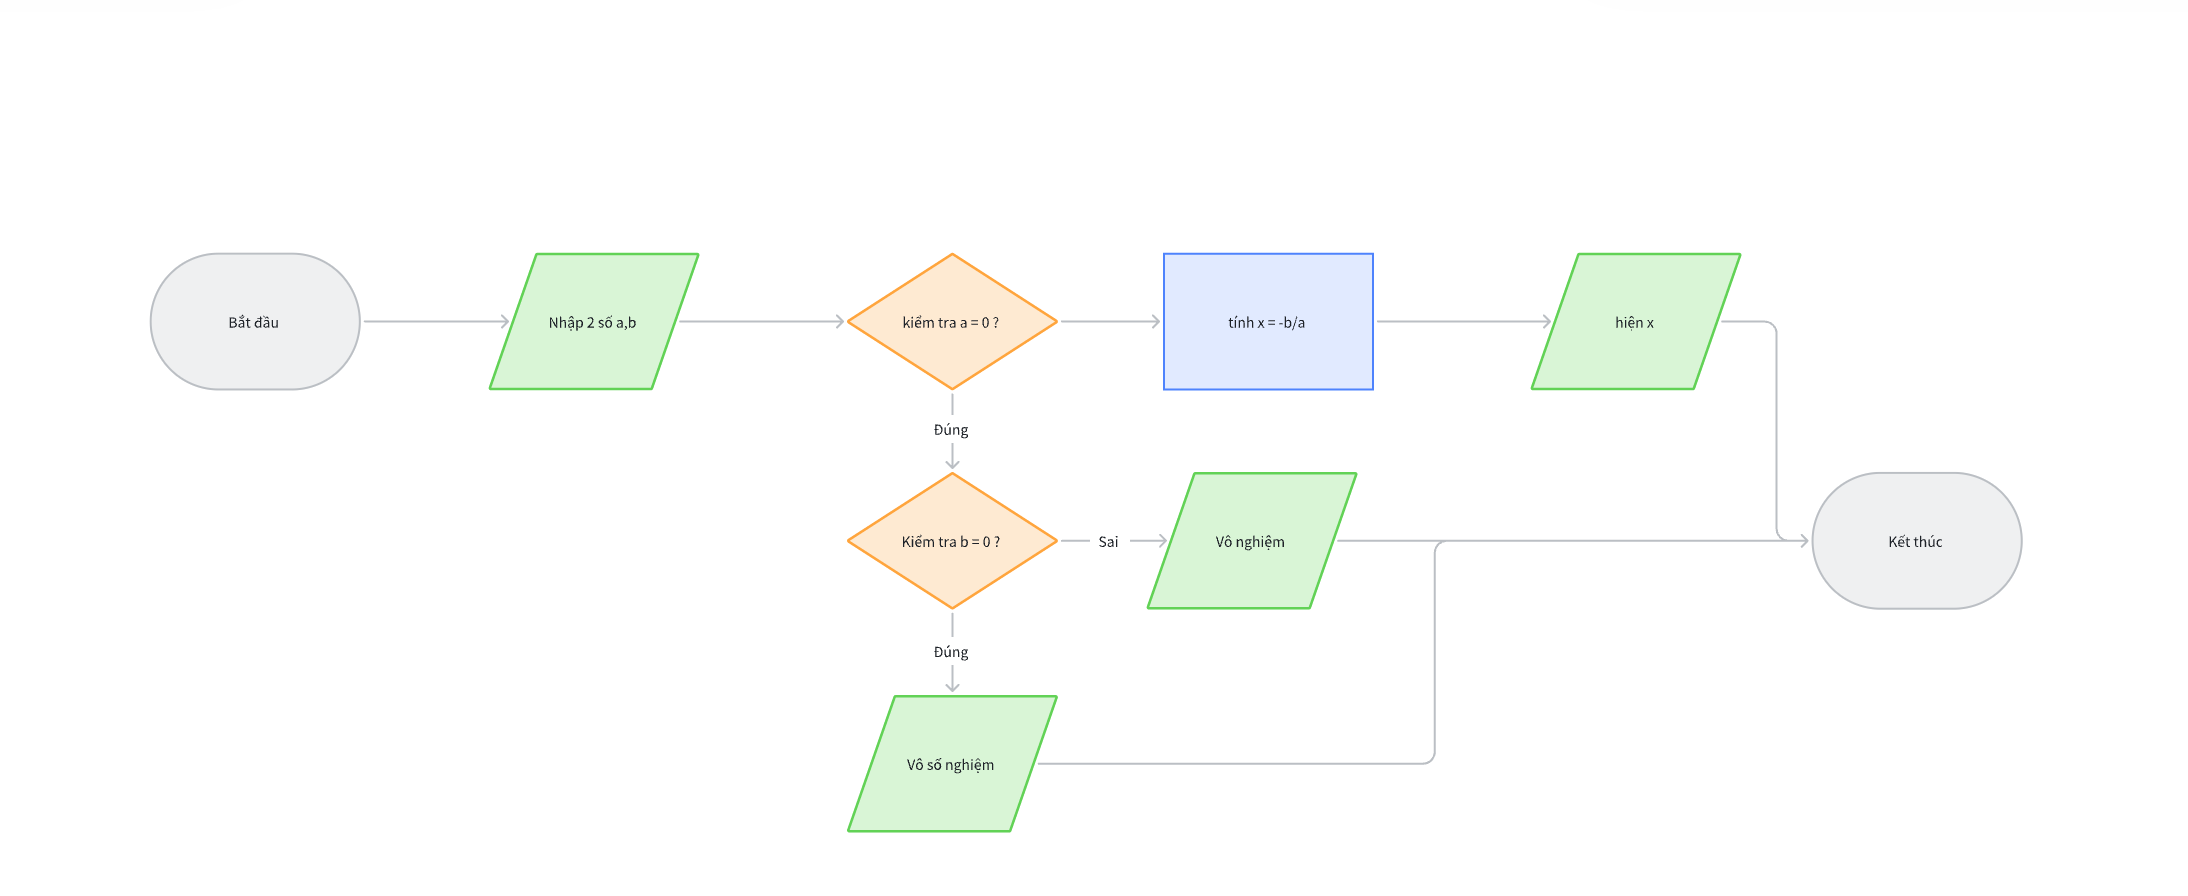 Bắt đầu
Nhập 2 số a,b
kiểm tra a = 0 ?
tính x = -b/a
hiện x
Đúng
Kiểm tra b = 0 ?
Sai
Vô nghiệm
Kết thúc
Đúng
Vô số nghiệm